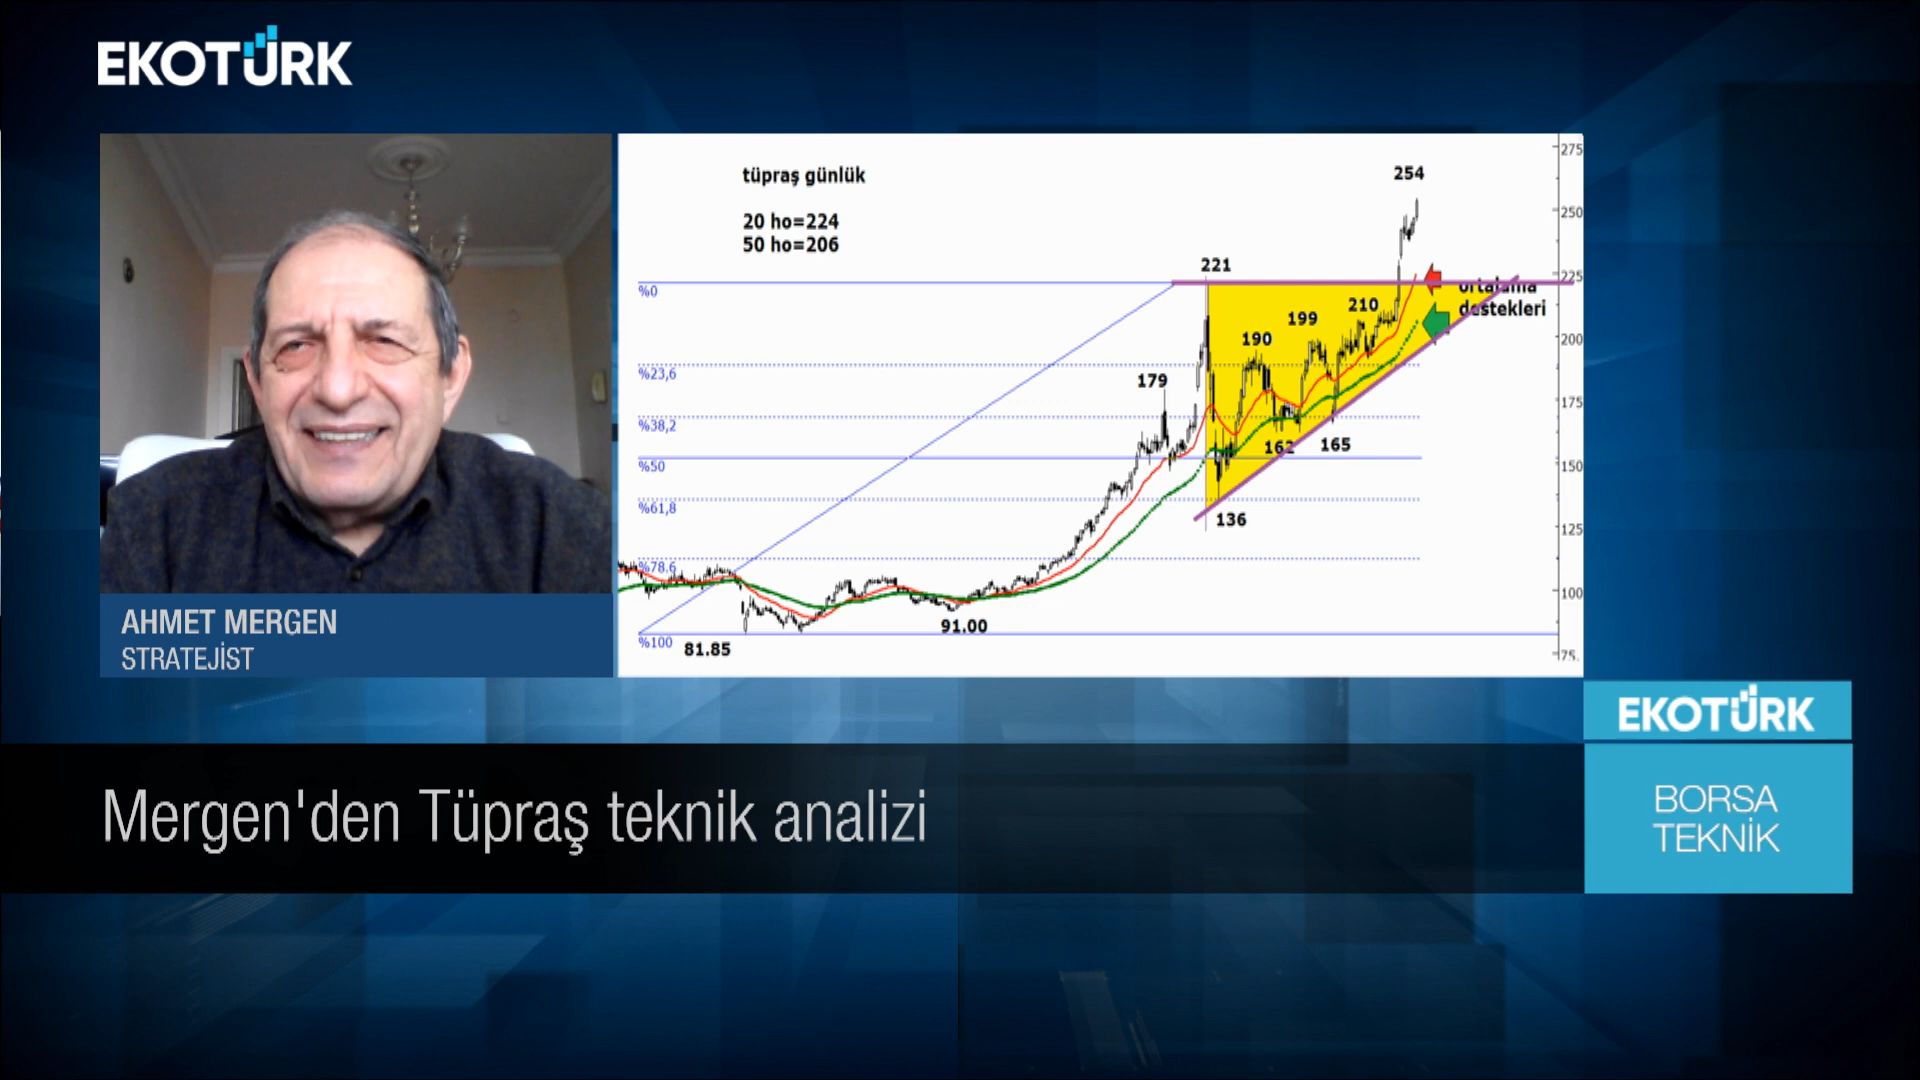 EKOTÜRK
tüpraş günlük
20 ho=224
50 ho=206
254
275
250
225
200
175
150
125
100
75.
221
ortalama
destekleri
210
199
190
179
162
165
136
91.00
81.85
%0
%23,6
%38,2
%50
%61,8
%78.6
%100
AHMET MERGEN
STRATEJİST
EKOTÜRK
Mergen'den Tüpraş teknik analizi
BORSA
TEKNİK